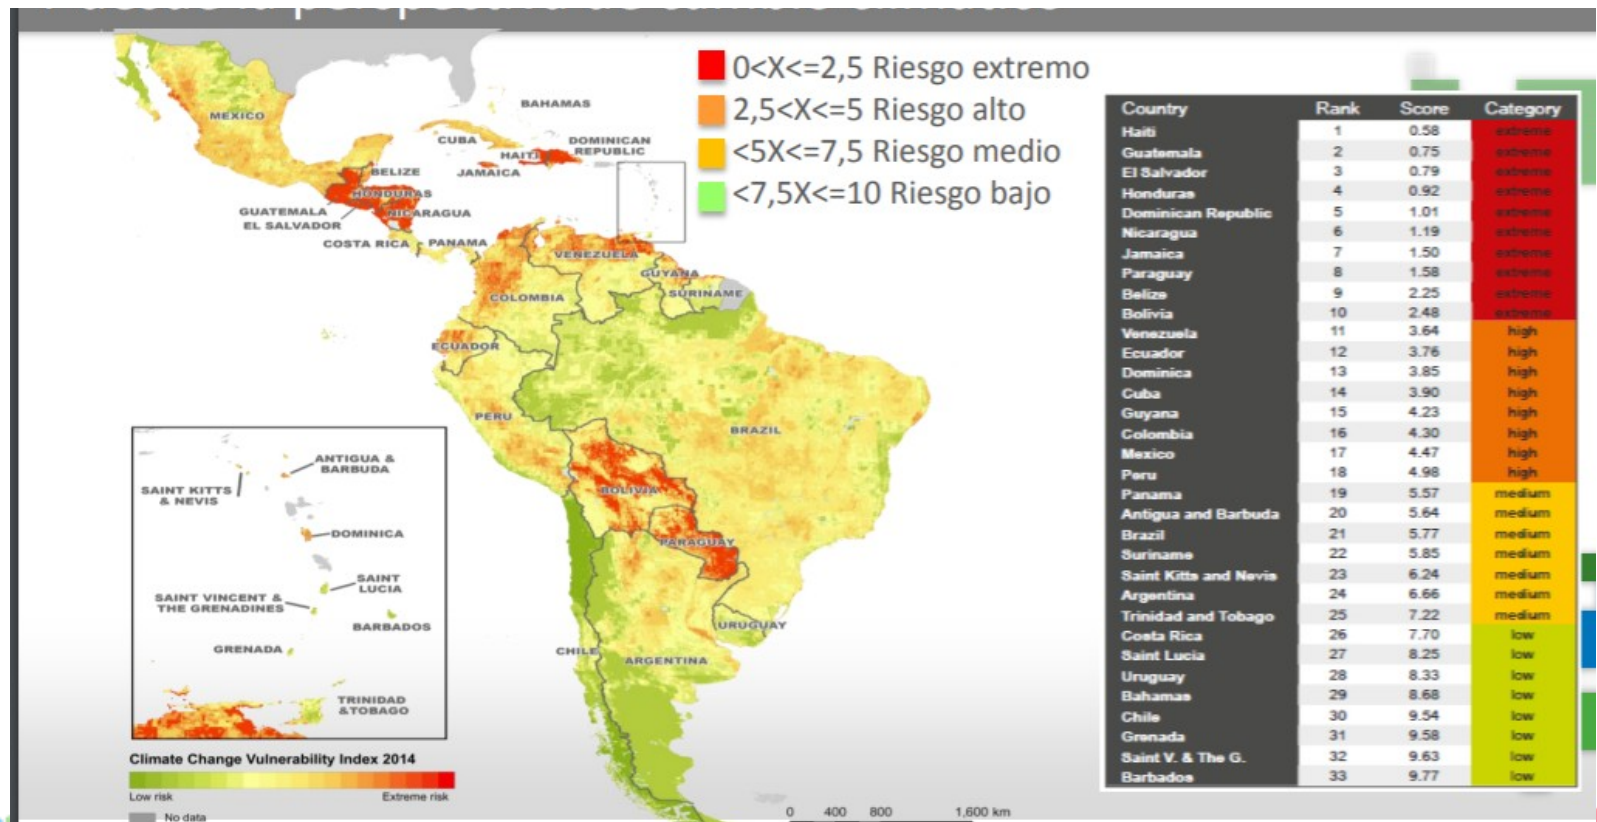 0<X<=2,5 Riesgo extremo
2,5<X<=5 Riesgo alto
<5X<=7,5 Riesgo medio
<7,5X<=10 Riesgo bajo
MEXICO
BAHAMAS
CUBA
DOMINICAN
REPUBLIC
HAITI
JAMAICA
BELIZE
HONDURAS
GUATEMALA
NICARAGUA
EL SALVADOR
COSTA RICA
PANAMA
VENEZUELA
GUYANA
SURINAME
COLOMBIA
ECUADOR
PERU
BRAZIL
BOLIVIA
PARAGUAY
URUGUAY
CHILE
ARGENTINA
ANTIGUA &
BARBUDA
SAINT KITTS
& NEVIS
DOMINICA
SAINT
LUCIA
SAINT VINCENT &
THE GRENADINES
BARBADOS
GRENADA
TRINIDAD
&TOBAGO
Climate Change Vulnerability Index 2014
Low risk Extreme risk
No data
0 400 800 1,600 km
Country Rank Score Category
Haiti 1 0.58 extreme
Guatemala 2 0.75 extreme
El Salvador 3 0.79 extreme
Honduras 4 0.92 extreme
Dominican Republic 5 1.01 extreme
Nicaragua 6 1.19 extreme
Jamaica 7 1.50 extreme
Paraguay 8 1.58 extreme
Belize 9 2.25 extreme
Bolivia 10 2.48 extreme
Venezuela 11 3.64 high
Ecuador 12 3.76 high
Dominica 13 3.85 high
Cuba 14 3.90 high
Guyana 15 4.23 high
Colombia 16 4.30 high
Mexico 17 4.47 high
Peru 18 4.98 high
Panama 19 5.57 medium
Antigua and Barbuda 20 5.64 medium
Brazil 21 5.77 medium
Suriname 22 5.85 medium
Saint Kitts and Nevis 23 6.24 medium
Argentina 24 6.66 medium
Trinidad and Tobago 25 7.22 medium
Costa Rica 26 7.70 low
Saint Lucia 27 8.25 low
Uruguay 28 8.33 low
Bahamas 29 8.68 low
Chile 30 9.54 low
Grenada 31 9.58 low
Saint V. & The G. 32 9.63 low
Barbados 33 9.77 low